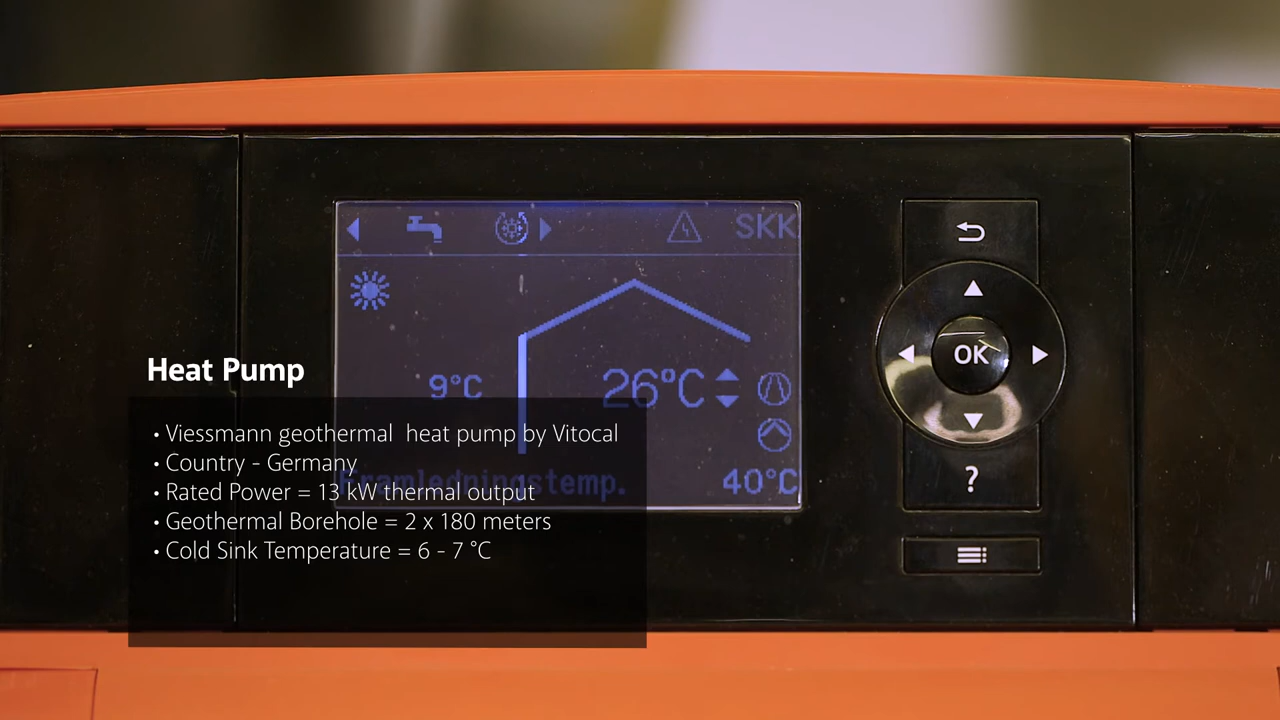 SKK
9°C
26°C
Framledningstemp.
40°C
OK
?
Heat Pump
• Viessmann geothermal heat pump by Vitocal
• Country - Germany
• Rated Power = 13 kW thermal output
• Geothermal Borehole = 2 x 180 meters
• Cold Sink Temperature = 6 - 7 °C